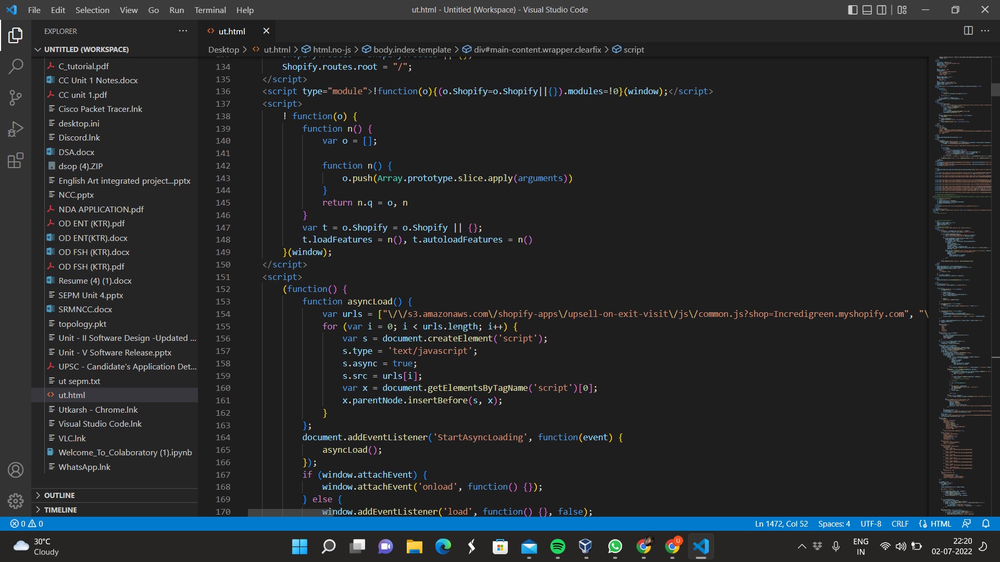 File Edit Selection View Go Run Terminal Help
ut.html - Untitled (Workspace) - Visual Studio Code
EXPLORER
UNTITLED (WORKSPACE)
C_tutorial.pdf
CC Unit 1 Notes.docx
CC unit 1.pdf
Cisco Packet Tracer.lnk
desktop.ini
Discord.lnk
DSA.docx
dsop (4).ZIP
English Art integrated project...pptx
NCC.pptx
NDA APPLICATION.pdf
OD ENT (KTR).pdf
OD ENT(KTR).docx
OD FSH (KTR).docx
OD FSH (KTR).pdf
Resume (4) (1).docx
SEPM Unit 4.pptx
SRMNCC.docx
topology.pkt
Unit - II Software Design -Updated ...
Unit - V Software Release.pptx
UPSC - Candidate's Application Det...
ut sepm.txt
ut.html
Utkarsh - Chrome.lnk
Visual Studio Code.lnk
VLC.lnk
Welcome_To_Colaboratory (1).ipynb
WhatsApp.lnk
OUTLINE
TIMELINE
ut.html
Desktop > ut.html > html.no-js > body.index-template > div#main-content.wrapper.clearfix > script
134 Shopify.routes.root = "/";
135 </script>
136 <script type="module">!function(o){(o.Shopify=o.Shopify||{}).modules=!0}(window);</script>
137 <script>
138 ! function(o) {
139 function n() {
140 var o = [];
141
142 function n() {
143 o.push(Array.prototype.slice.apply(arguments))
144 }
145 return n.q = o, n
146 }
147 var t = o.Shopify = o.Shopify || {};
148 t.loadFeatures = n(), t.autoloadFeatures = n()
149 }(window);
150 </script>
151 <script>
152 (function() {
153 function asyncLoad() {
154 var urls = ["\/\/s3.amazonaws.com\/shopify-apps\/upsell-on-exit-visit\/js\/common.js?shop=Incredigreen.myshopify.com", "\
155 for (var i = 0; i < urls.length; i++) {
156 var s = document.createElement('script');
157 s.type = 'text/javascript';
158 s.async = true;
159 s.src = urls[i];
160 var x = document.getElementsByTagName('script')[0];
161 x.parentNode.insertBefore(s, x);
162 }
163 };
164 document.addEventListener('StartAsyncLoading', function(event) {
165 asyncLoad();
166 });
167 if (window.attachEvent) {
168 window.attachEvent('onload', function() {});
169 } else {
170 window.addEventListener('load', function() {}, false);
0 0
Ln 1472, Col 52 Spaces: 4 UTF-8 CRLF HTML
30°C
Cloudy
U
ENG
IN
22:20
02-07-2022